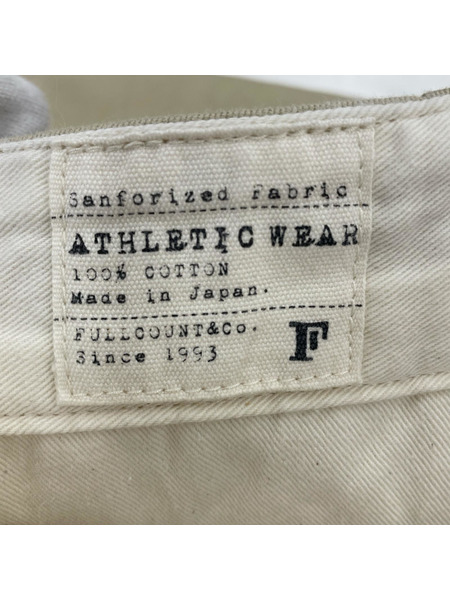 Sanforized Fabric
ATHLETIC WEAR
100% COTTON
Made in Japan.
FULLCOUNT&Co.
Since 1993
F